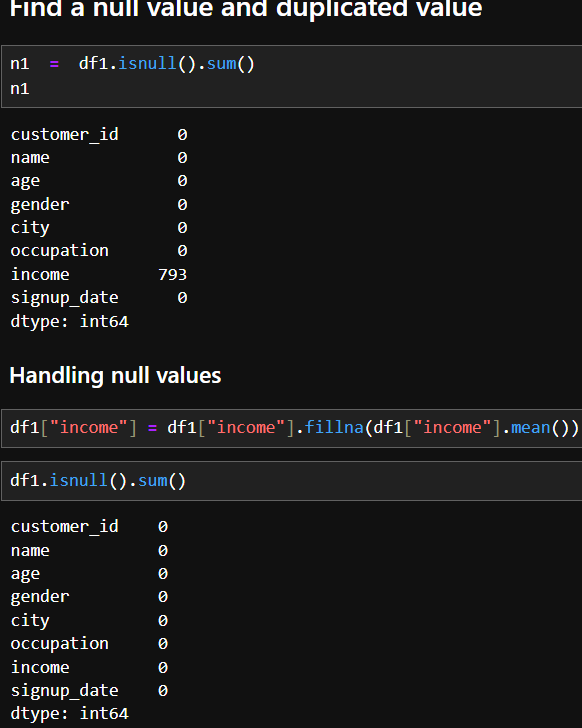 Find a null value and duplicated value
n1 = df1.isnull().sum()
n1
customer_id 0
name 0
age 0
gender 0
city 0
occupation 0
income 793
signup_date 0
dtype: int64
Handling null values
df1["income"] = df1["income"].fillna(df1["income"].mean())
df1.isnull().sum()
customer_id 0
name 0
age 0
gender 0
city 0
occupation 0
income 0
signup_date 0
dtype: int64